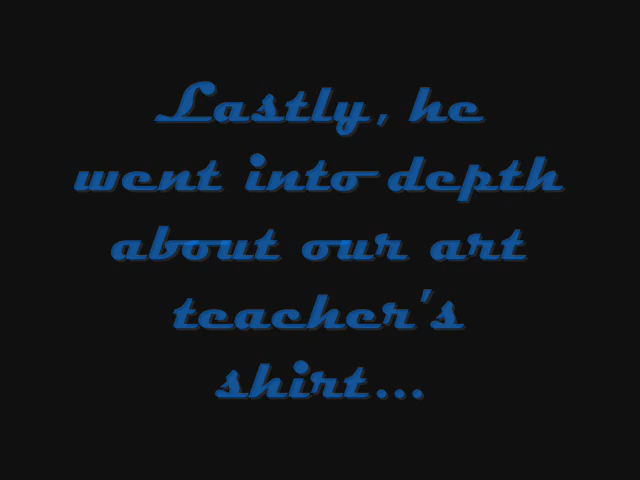 Lastly, he
went into depth
about our art
teacher's
shirt...